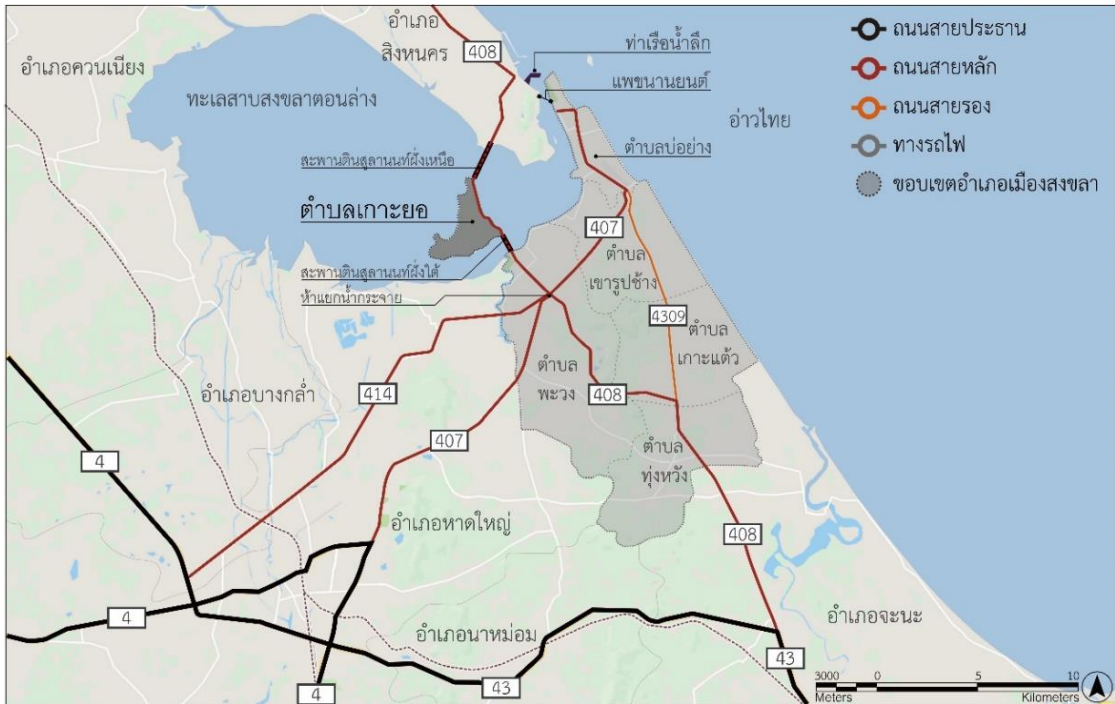 อำเภอ
สิงหนคร
408
อำเภอควนเนียง
ทะเลสาบสงขลาตอนล่าง
ท่าเรือน้ำลึก
แพขนานยนต์
อ่าวไทย
ตำบลบ่อยาง
สะพานติณสูลานนท์ฝั่งเหนือ
ตำบลเกาะยอ
สะพานติณสูลานนท์ฝั่งใต้
ห้าแยกน้ำกระจาย
407
ตำบล
เขารูปช้าง
4309
ตำบล
เกาะแต้ว
ตำบล
พะวง
408
อำเภอบางกล่ำ
414
407
4
ตำบล
ทุ่งหวัง
อำเภอหาดใหญ่
408
4
อำเภอนาหม่อม
อำเภอจะนะ
43
4
43
ถนนสายประธาน
ถนนสายหลัก
ถนนสายรอง
ทางรถไฟ
ขอบเขตอำเภอเมืองสงขลา
3000 0 5 10
Meters Kilometers